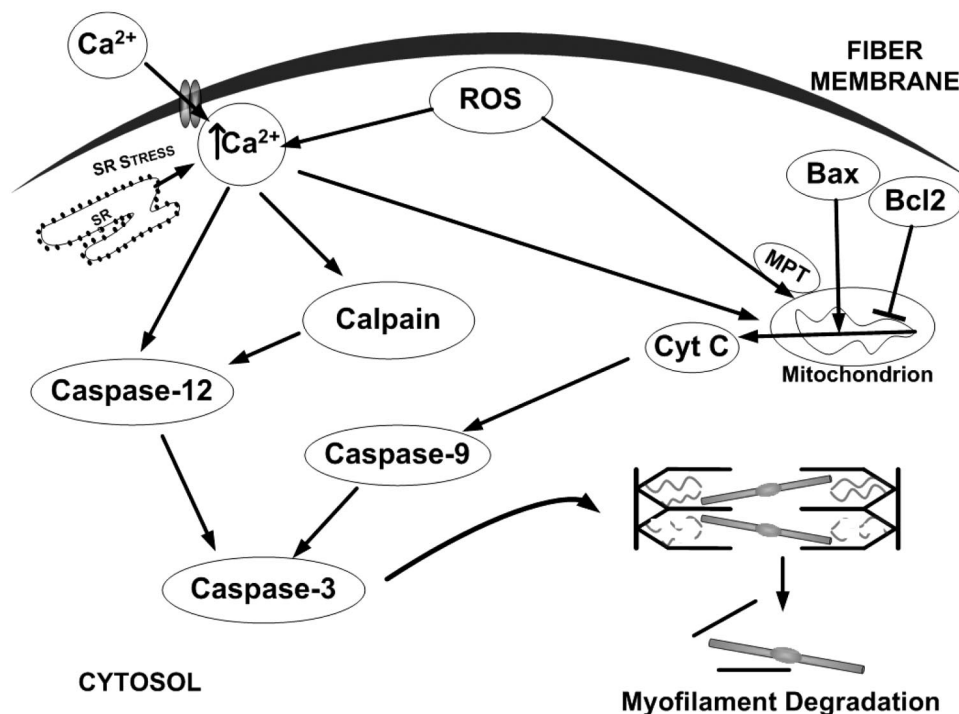 Ca²⁺
FIBER
MEMBRANE
ROS
↑Ca²⁺
SR STRESS
SR
Bax
Bcl2
MPT
Calpain
Cyt C
Mitochondrion
Caspase-12
Caspase-9
Caspase-3
CYTOSOL
Myofilament Degradation